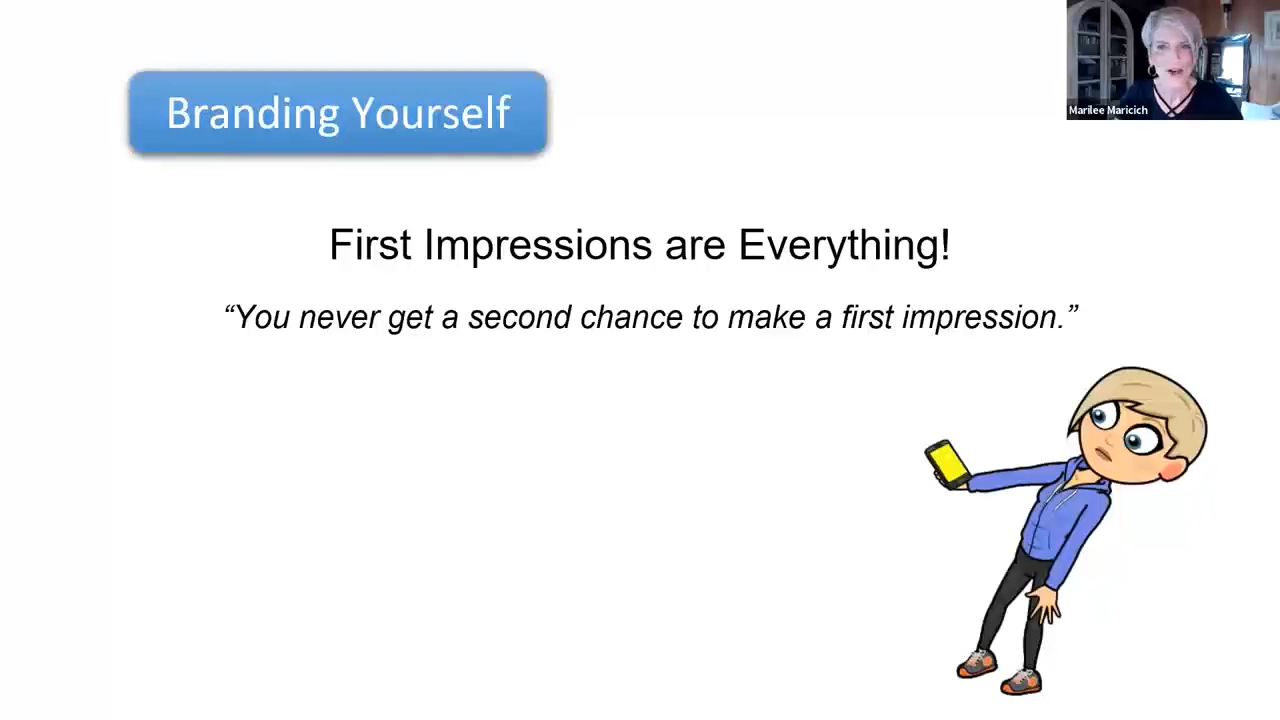 Branding Yourself
Marilee Maricich
First Impressions are Everything!
“You never get a second chance to make a first impression.”